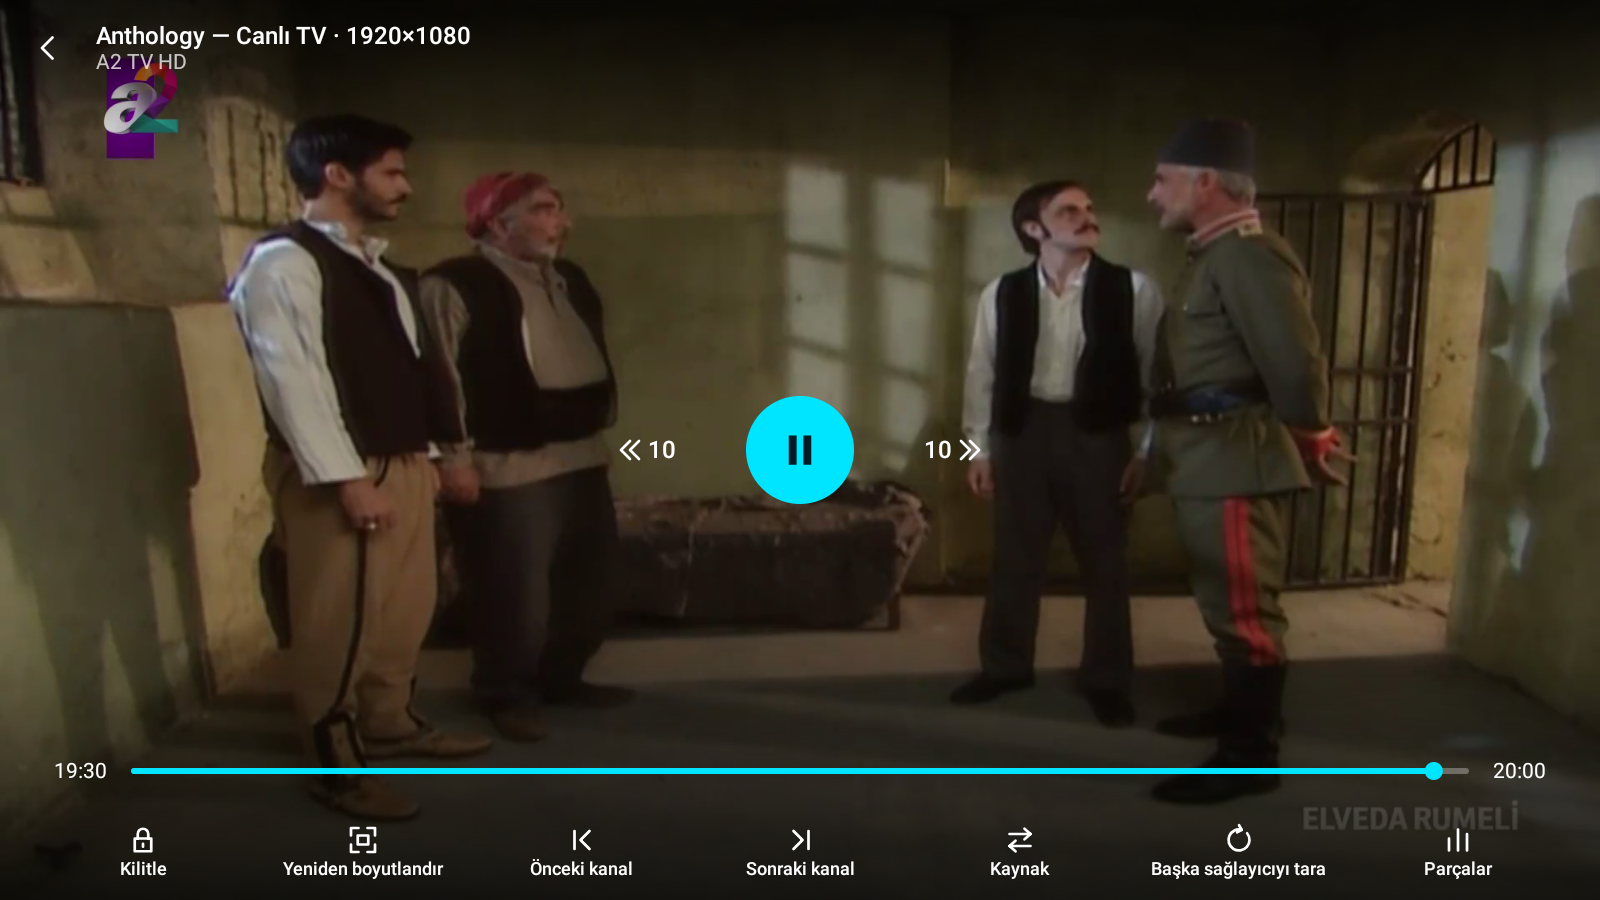 Anthology — Canlı TV · 1920×1080
A2 TV HD
a2
10
10
19:30
20:00
ELVEDA RUMELİ
Kilitle
Yeniden boyutlandır
Önceki kanal
Sonraki kanal
Kaynak
Başka sağlayıcıyı tara
Parçalar